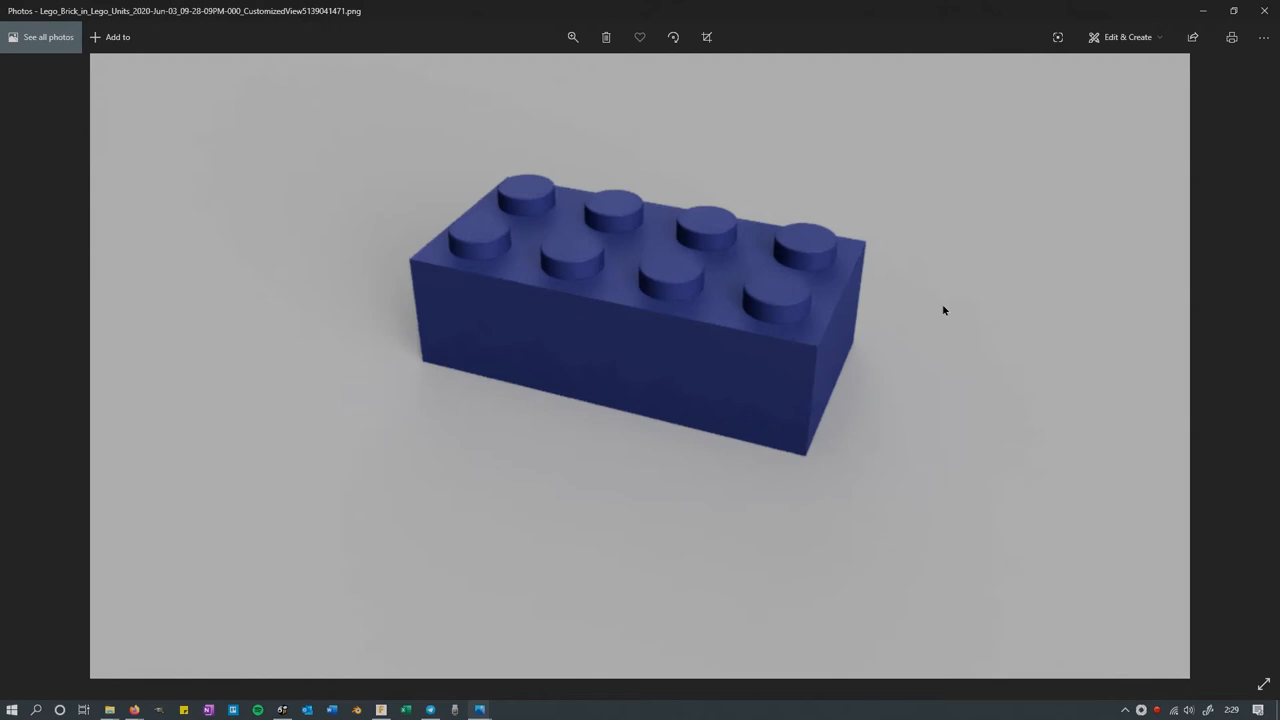 Photos - Lego_Brick_in_Lego_Units_2020-Jun-03_09-28-09PM-000_CustomizedView5139041471.png
See all photos
Add to
Edit & Create
2:29